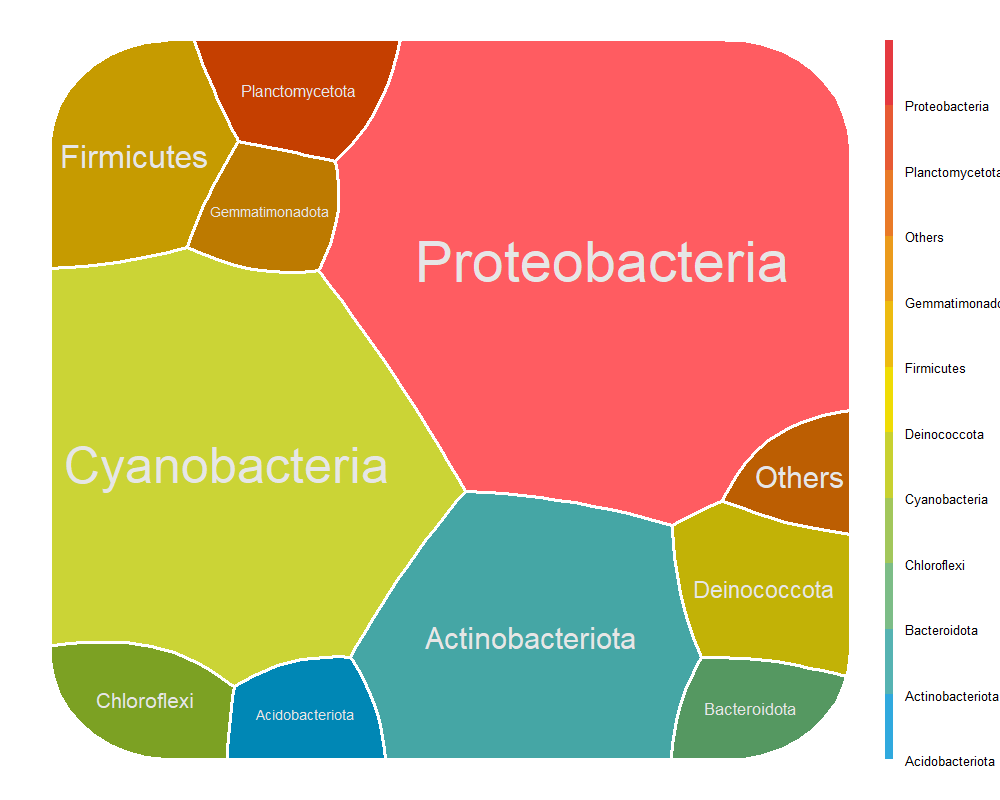 Planctomycetota
Firmicutes
Gemmatimonadota
Proteobacteria
Cyanobacteria
Others
Deinococcota
Actinobacteriota
Chloroflexi
Acidobacteriota
Bacteroidota
Proteobacteria
Planctomycetota
Others
Gemmatimonado
Firmicutes
Deinococcota
Cyanobacteria
Chloroflexi
Bacteroidota
Actinobacteriota
Acidobacteriota